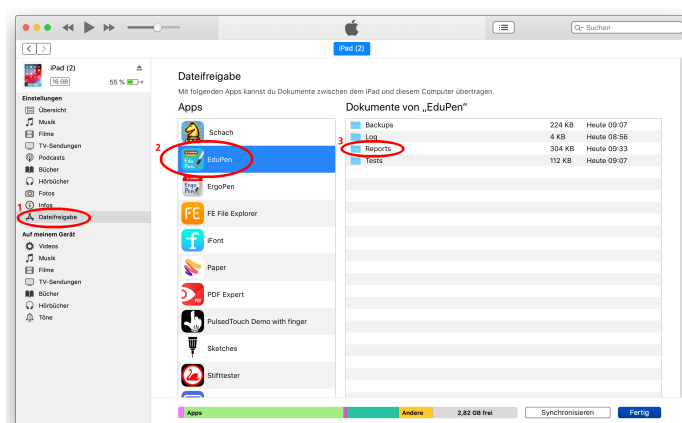 Suchen
iPad (2)
iPad (2)
16 GB
55 %
Einstellungen
Übersicht
Musik
Filme
TV-Sendungen
Podcasts
Bücher
Hörbücher
Fotos
Infos
1
Dateifreigabe
Auf meinem Gerät
Videos
Musik
Filme
TV-Sendungen
Bücher
Hörbücher
Töne
Dateifreigabe
Mit folgenden Apps kannst du Dokumente zwischen dem iPad und diesem Computer übertragen.
Apps
Schach
2
EduPen
ErgoPen
FE File Explorer
iFont
Paper
PDF Expert
PulsedTouch Demo with finger
Sketches
Stifttester
Dokumente von „EduPen“
Backups 224 KB Heute 09:07
Log 4 KB Heute 08:56
3
Reports 304 KB Heute 09:33
Tests 112 KB Heute 09:07
Apps Andere 2,82 GB frei Synchronisieren Fertig